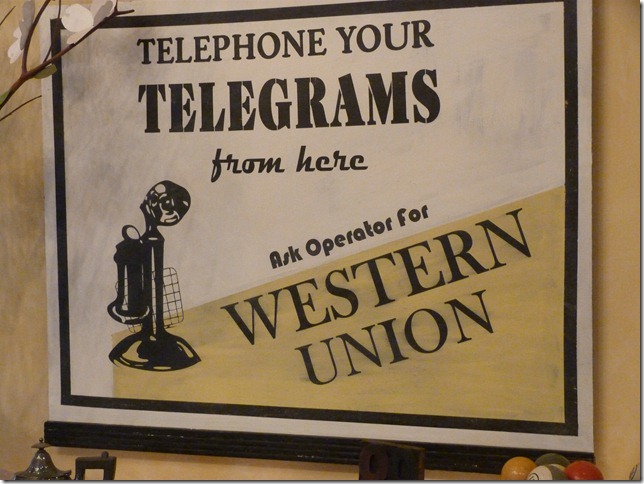 TELEPHONE YOUR
TELEGRAMS
from here
Ask Operator For
WESTERN
UNION